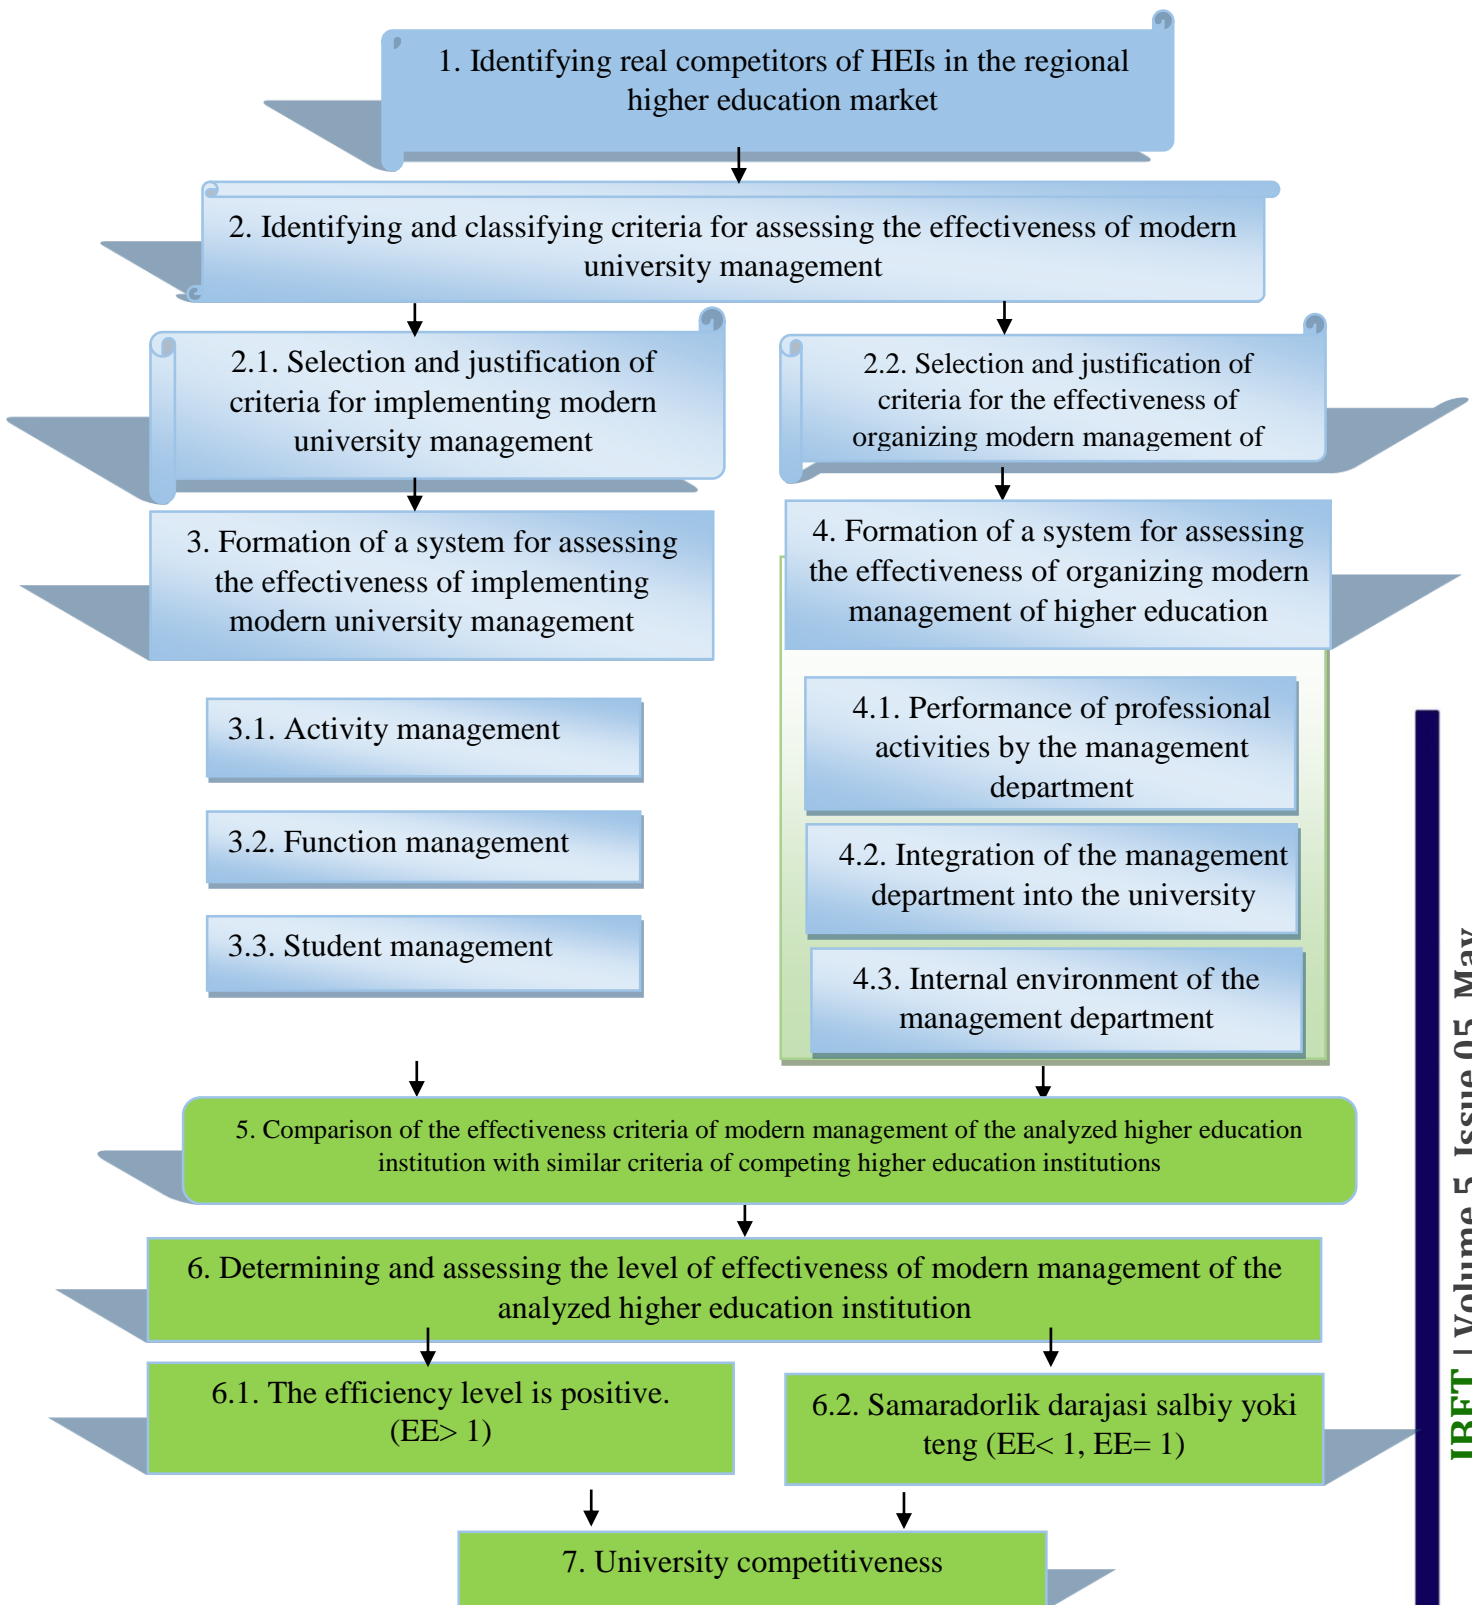 1. Identifying real competitors of HEIs in the regional
higher education market
2. Identifying and classifying criteria for assessing the effectiveness of modern
university management
2.1. Selection and justification of
criteria for implementing modern
university management
2.2. Selection and justification of
criteria for the effectiveness of
organizing modern management of
3. Formation of a system for assessing
the effectiveness of implementing
modern university management
4. Formation of a system for assessing
the effectiveness of organizing modern
management of higher education
3.1. Activity management
3.2. Function management
3.3. Student management
4.1. Performance of professional
activities by the management
department
4.2. Integration of the management
department into the university
4.3. Internal environment of the
management department
5. Comparison of the effectiveness criteria of modern management of the analyzed higher education
institution with similar criteria of competing higher education institutions
6. Determining and assessing the level of effectiveness of modern management of the
analyzed higher education institution
6.1. The efficiency level is positive.
(EE> 1)
6.2. Samaradorlik darajasi salbiy yoki
teng (EE< 1, EE= 1)
7. University competitiveness
| Volume 5, Issue 05, May